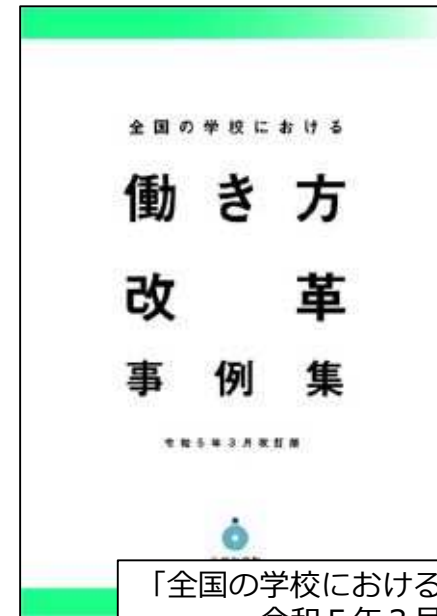 全国の学校における
働き方
改革
事例集
令和5年3月改訂版
「全国の学校における
令和5年3月